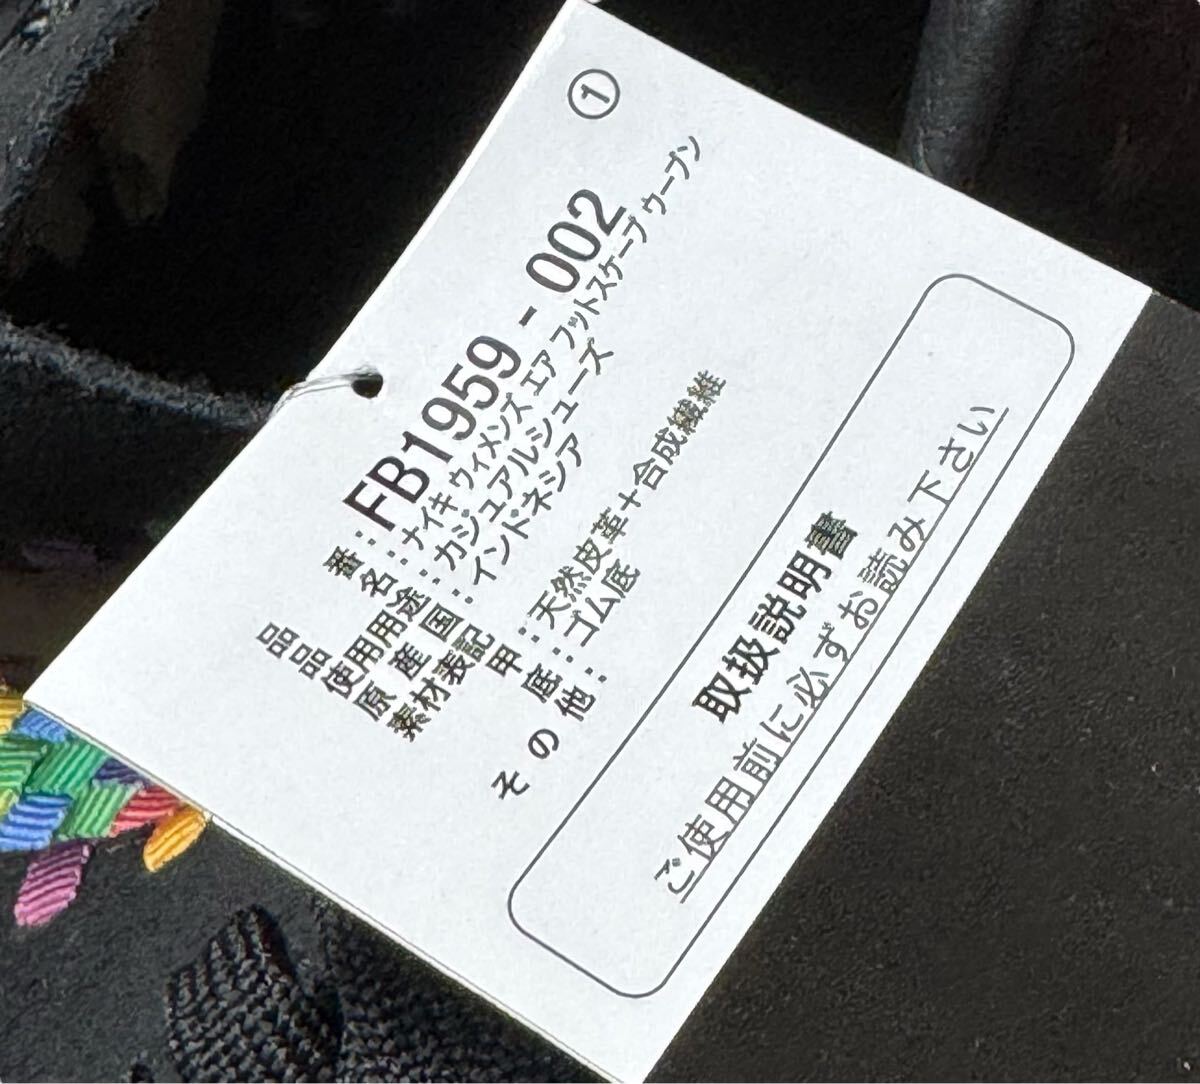 ①
品番：FB1959-002
品名：ナイキ ウィメンズ エア フットスケープ ウーブン
使用用途：カジュアルシューズ
原産国：インドネシア
素材表記
甲：天然皮革＋合成繊維
底：ゴム底
その他：
取扱説明書
ご使用前に必ずお読み下さい